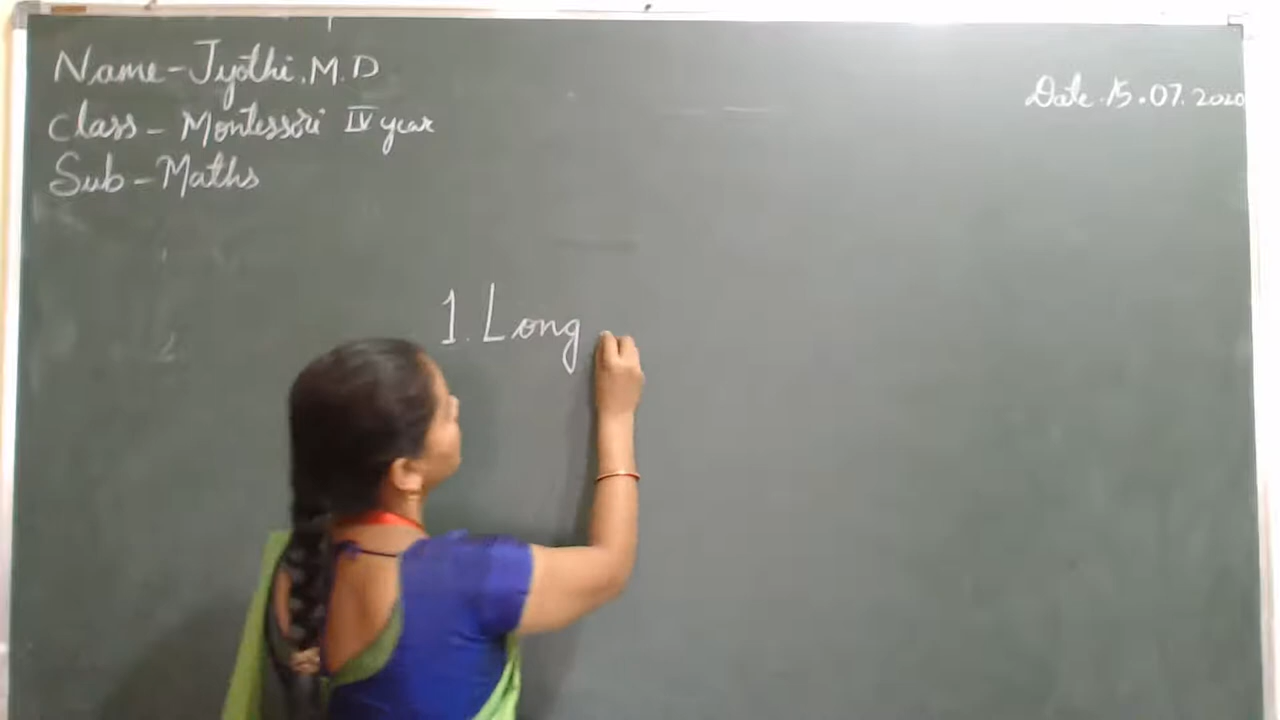 Name-Jyothi.M.D
Class - Montessori IV year
Sub - Maths
Date.15.07.2020
1. Long